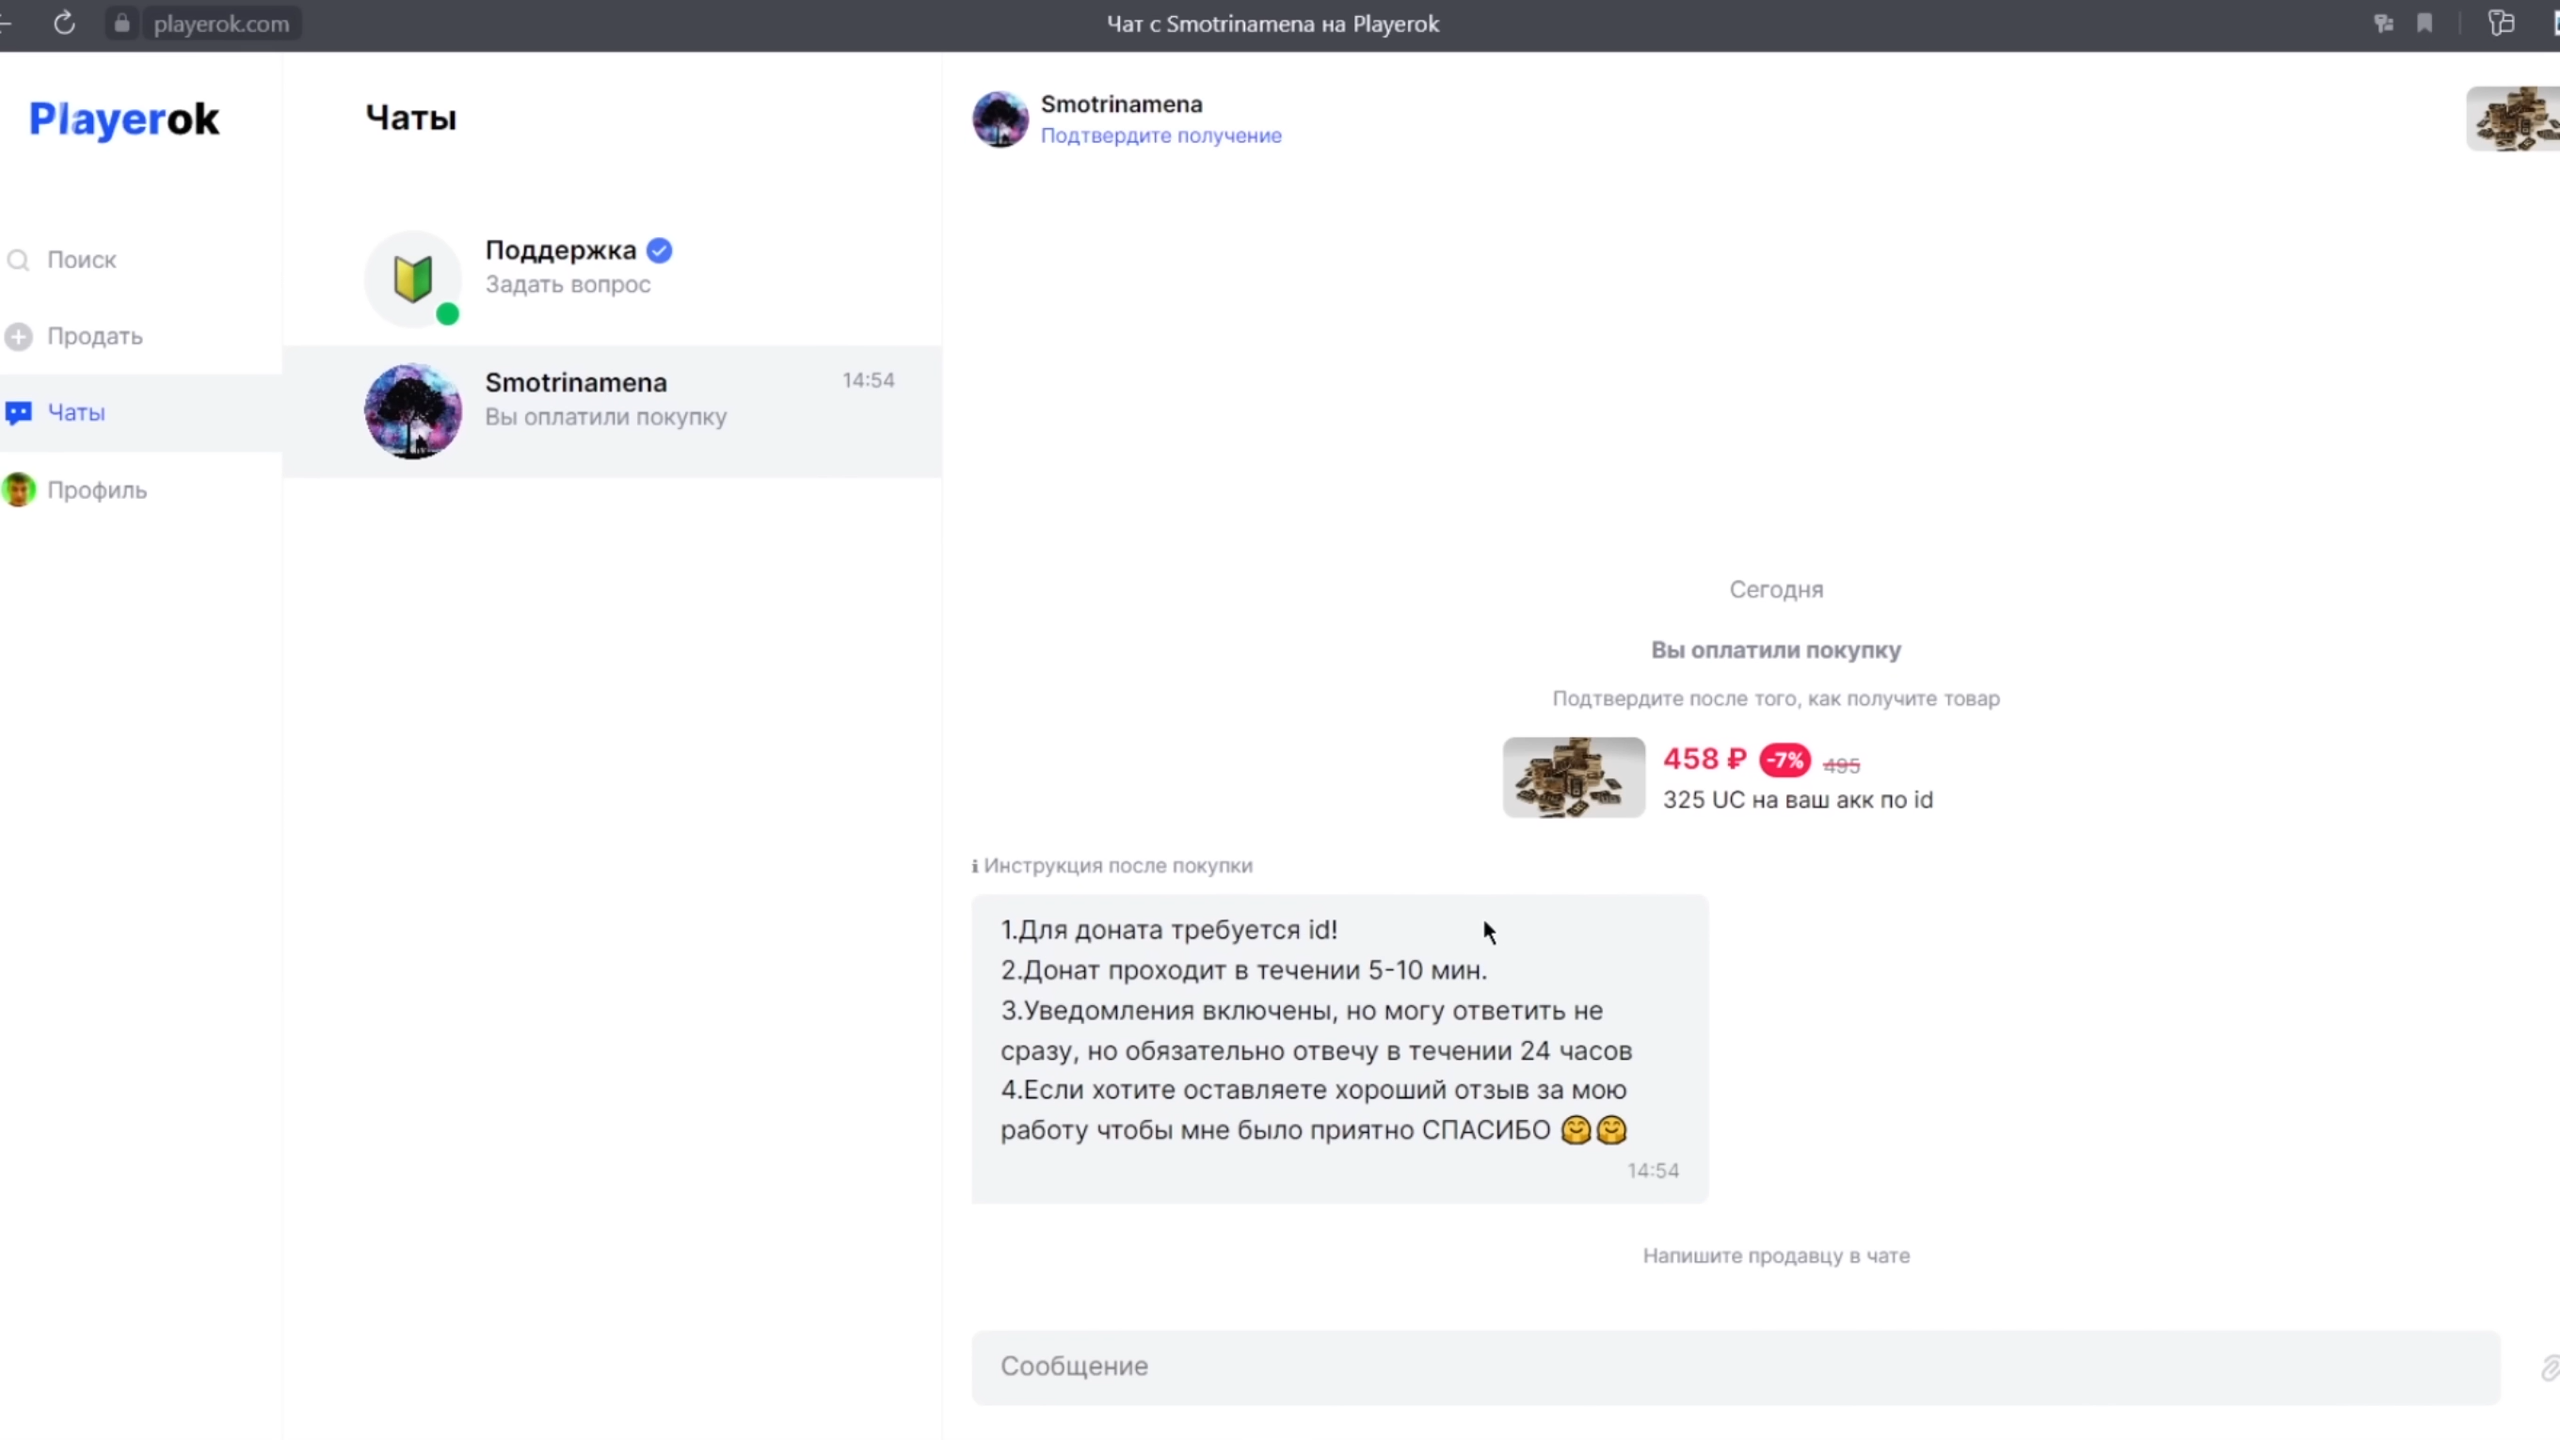 playerok.com
Чат с Smotrinamena на Playerok
Playerok
Поиск
Продать
Чаты
Профиль
Чаты
Поддержка
Задать вопрос
Smotrinamena
14:54
Вы оплатили покупку
Smotrinamena
Подтвердите получение
Сегодня
Вы оплатили покупку
Подтвердите после того, как получите товар
458 ₽ -7% 495
325 UC на ваш акк по id
Инструкция после покупки
1.Для доната требуется id!
2.Донат проходит в течении 5-10 мин.
3.Уведомления включены, но могу ответить не
сразу, но обязательно отвечу в течении 24 часов
4.Если хотите оставляете хороший отзыв за мою
работу чтобы мне было приятно СПАСИБО 🤗🤗
14:54
Напишите продавцу в чате
Сообщение